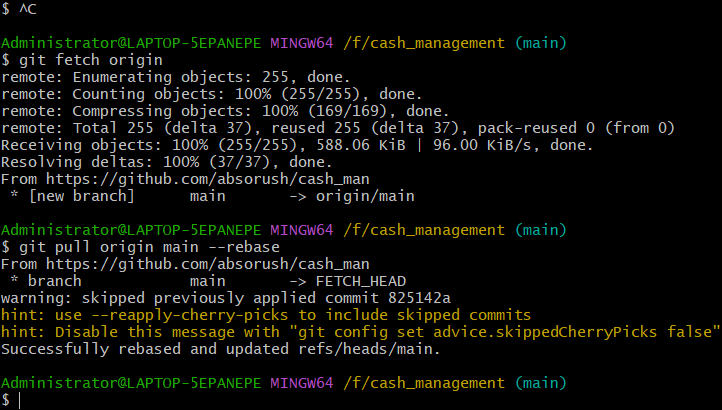 $ ^C
Administrator@LAPTOP-5EPANEPE MINGW64 /f/cash_management (main)
$ git fetch origin
remote: Enumerating objects: 255, done.
remote: Counting objects: 100% (255/255), done.
remote: Compressing objects: 100% (169/169), done.
remote: Total 255 (delta 37), reused 255 (delta 37), pack-reused 0 (from 0)
Receiving objects: 100% (255/255), 588.06 KiB | 96.00 KiB/s, done.
Resolving deltas: 100% (37/37), done.
From https://github.com/absorush/cash_man
 * [new branch]      main       -> origin/main
Administrator@LAPTOP-5EPANEPE MINGW64 /f/cash_management (main)
$ git pull origin main --rebase
From https://github.com/absorush/cash_man
 * branch            main       -> FETCH_HEAD
warning: skipped previously applied commit 825142a
hint: use --reapply-cherry-picks to include skipped commits
hint: Disable this message with "git config set advice.skippedCherryPicks false"
Successfully rebased and updated refs/heads/main.
Administrator@LAPTOP-5EPANEPE MINGW64 /f/cash_management (main)
$